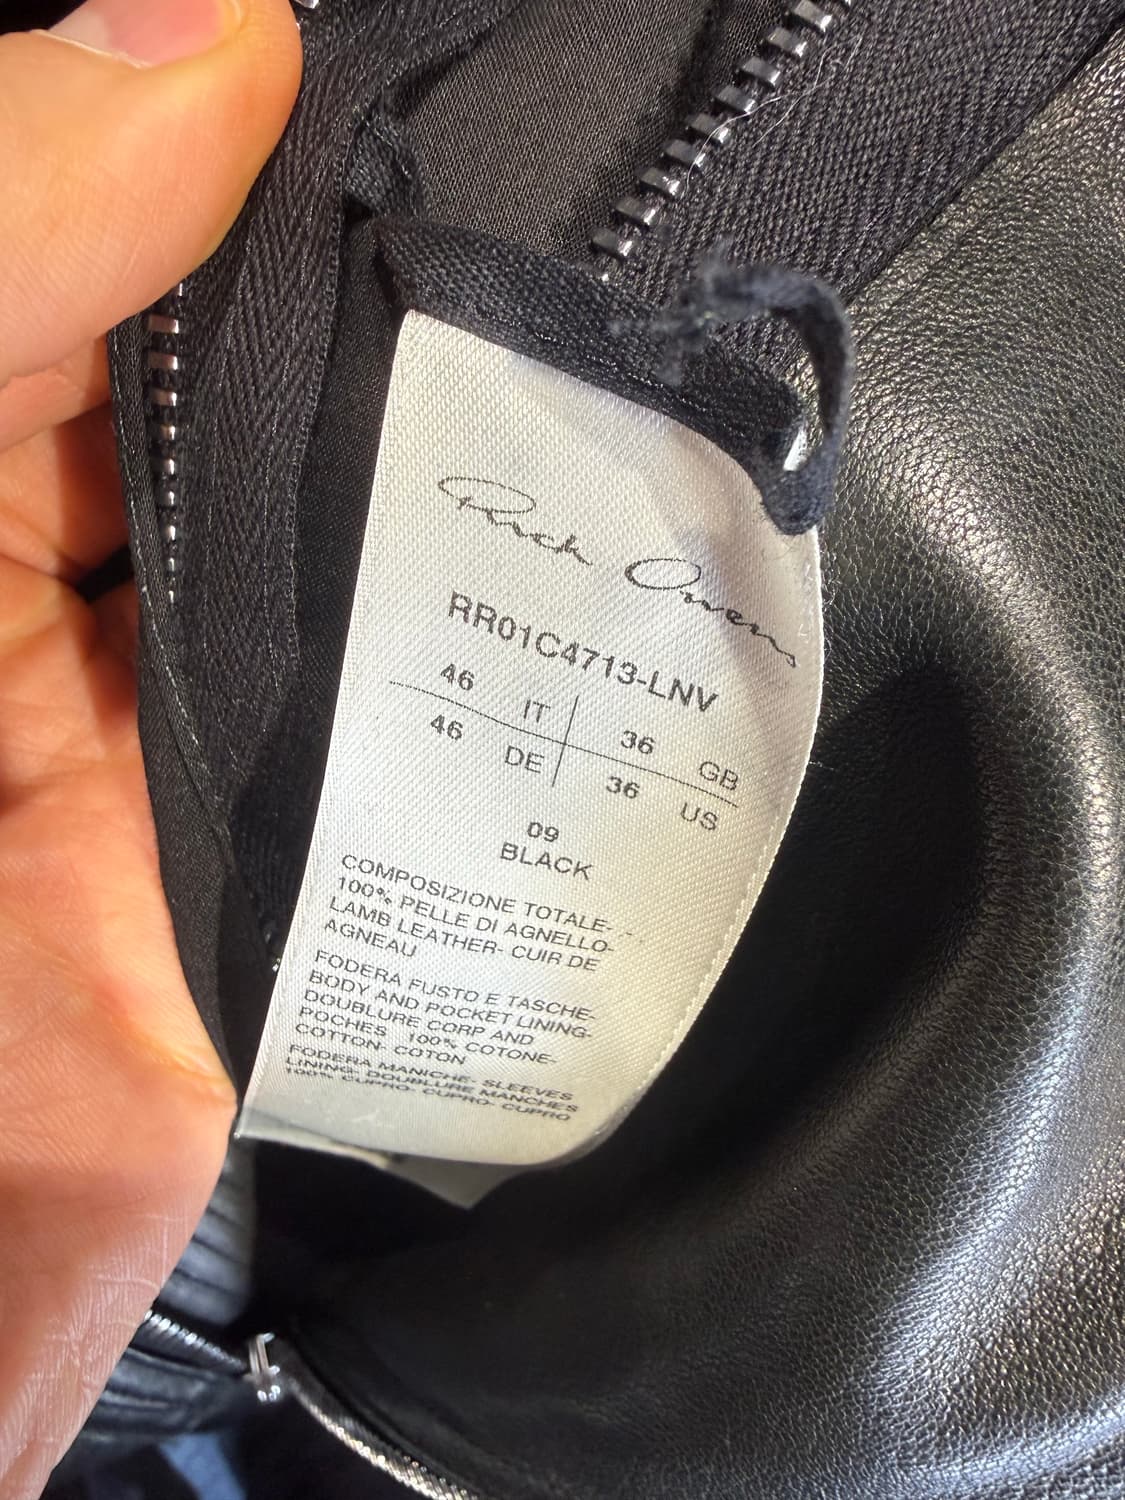 Rick Owens
RR01C4713-LNV
46 IT 36 GB
46 DE 36 US
09
BLACK
COMPOSIZIONE TOTALE-
100% PELLE DI AGNELLO-
LAMB LEATHER- CUIR DE
AGNEAU
FODERA FUSTO E TASCHE-
BODY AND POCKET LINING-
DOUBLURE CORP AND
POCHES 100% COTONE-
COTTON- COTON
FODERA MANICHE- SLEEVES
LINING- DOUBLURE MANCHES
100% CUPRO- CUPRO- CUPRO